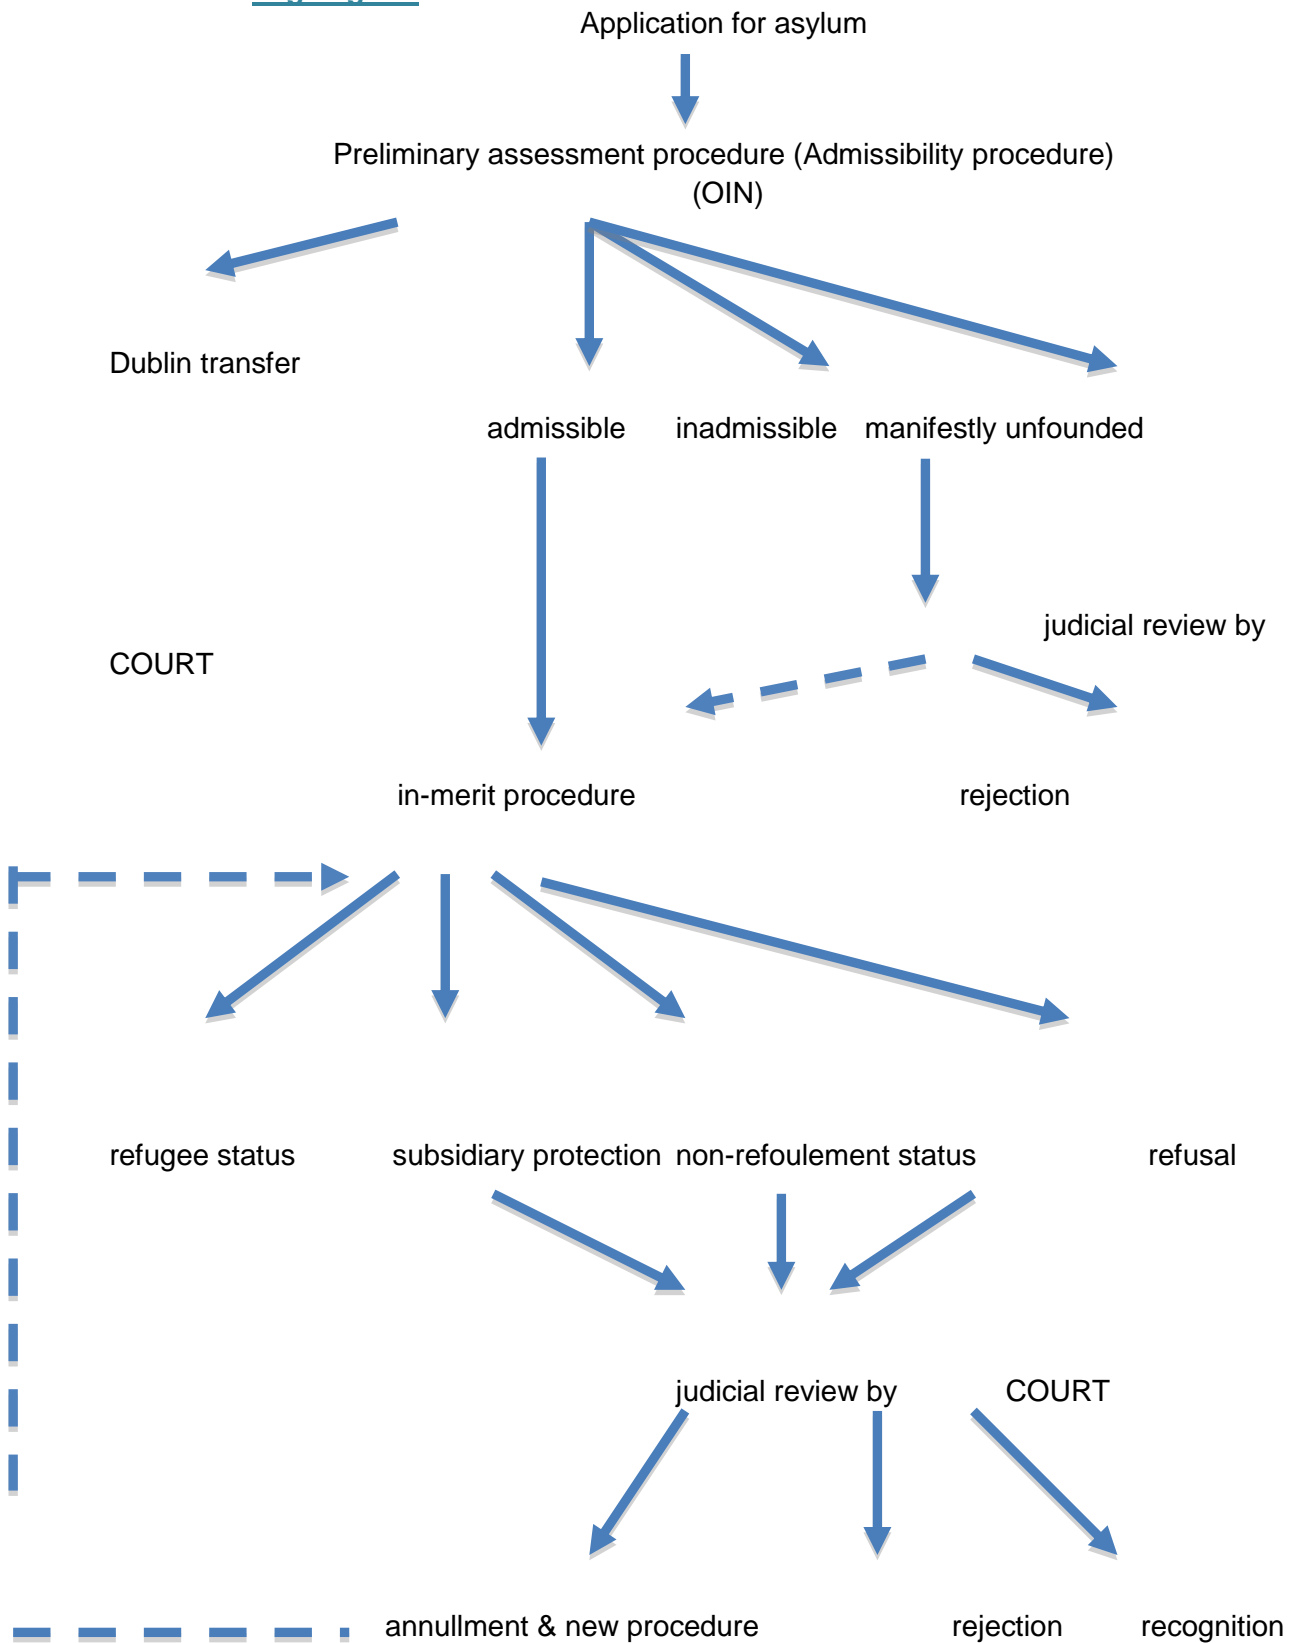 Application for asylum
Preliminary assessment procedure (Admissibility procedure)
(OIN)
Dublin transfer
admissible inadmissible manifestly unfounded
judicial review by
COURT
in-merit procedure rejection
refugee status subsidiary protection non-refoulement status refusal
judicial review by COURT
annullment & new procedure rejection recognition